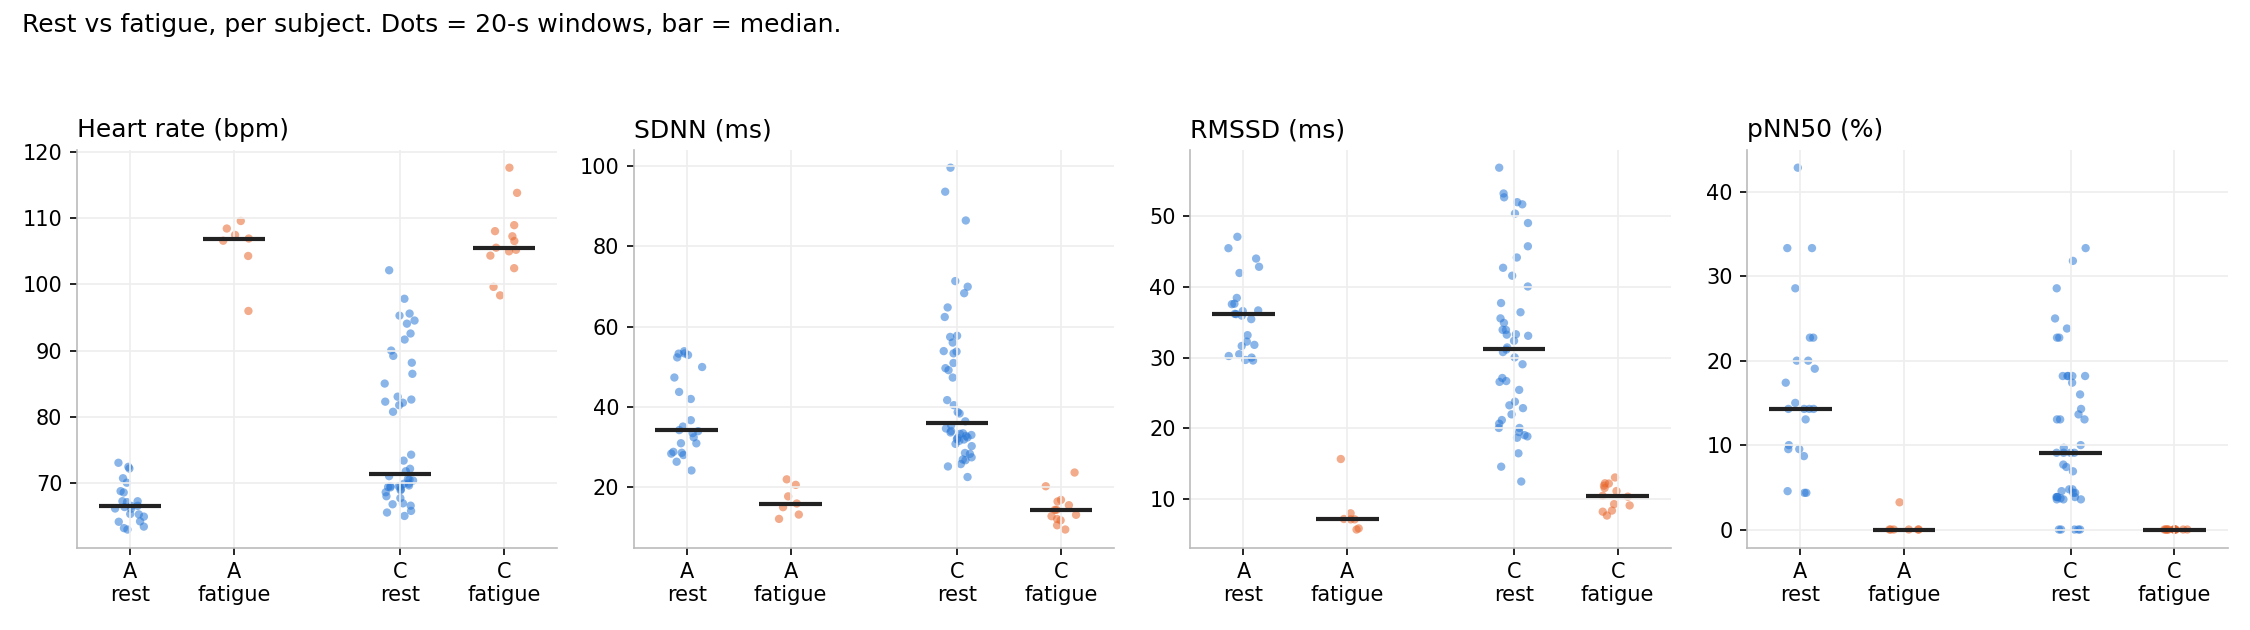 Rest vs fatigue, per subject. Dots = 20-s windows, bar = median.
Heart rate (bpm)
120
110
100
90
80
70
A
rest
A
fatigue
C
rest
C
fatigue
SDNN (ms)
100
80
60
40
20
A
rest
A
fatigue
C
rest
C
fatigue
RMSSD (ms)
50
40
30
20
10
A
rest
A
fatigue
C
rest
C
fatigue
pNN50 (%)
40
30
20
10
0
A
rest
A
fatigue
C
rest
C
fatigue